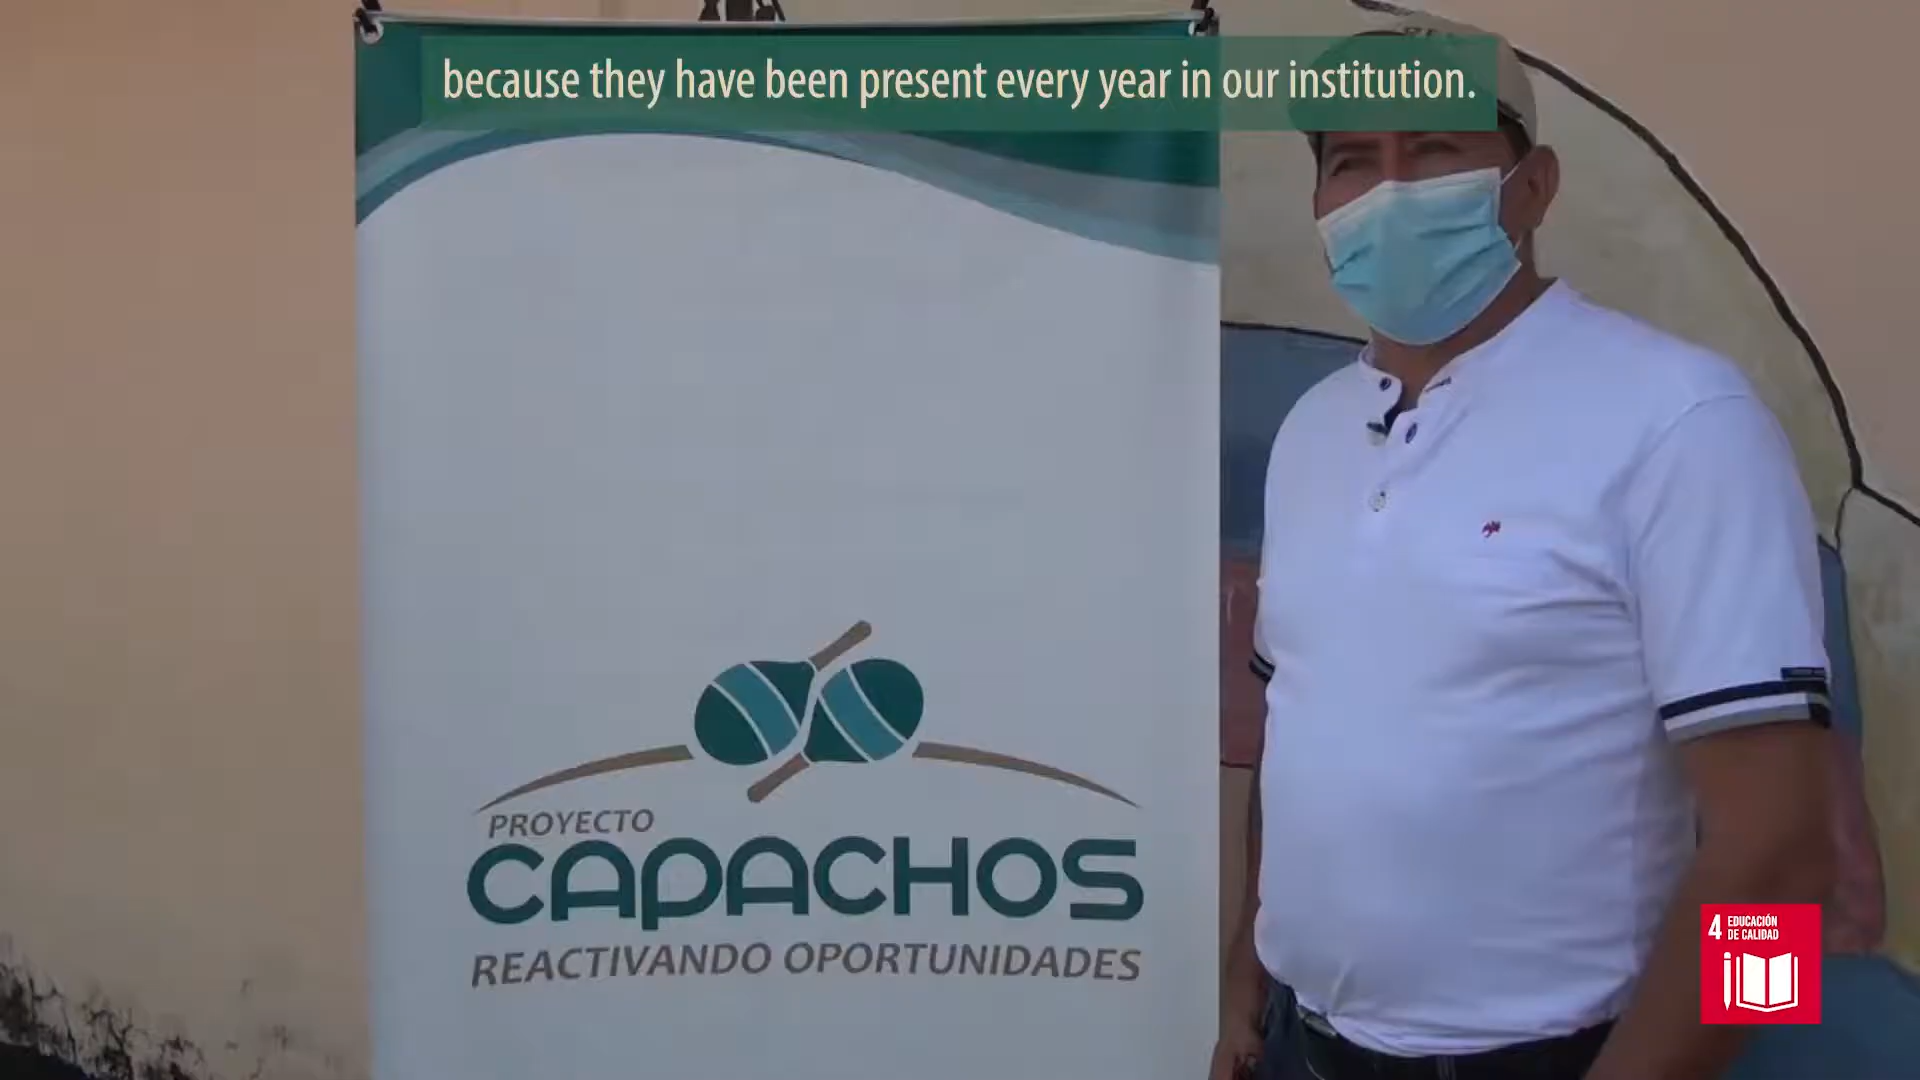 because they have been present every year in our institution.
PROYECTO
CAPACHOS
REACTIVANDO OPORTUNIDADES
4 EDUCACIÓN
DE CALIDAD